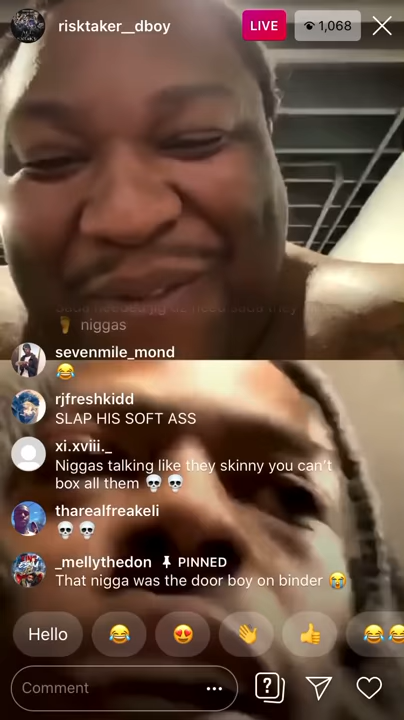 risktaker__dboy
LIVE
1,068
niggas
sevenmile_mond
😂
rjfreshkidd
SLAP HIS SOFT ASS
xi.xviii._
Niggas talking like they skinny you can't
box all them 💀 💀
tharealfreakeli
💀💀
_mellythedon PINNED
That nigga was the door boy on binder 😭
Hello 😂 😍 👋 👍 😂😂
Comment